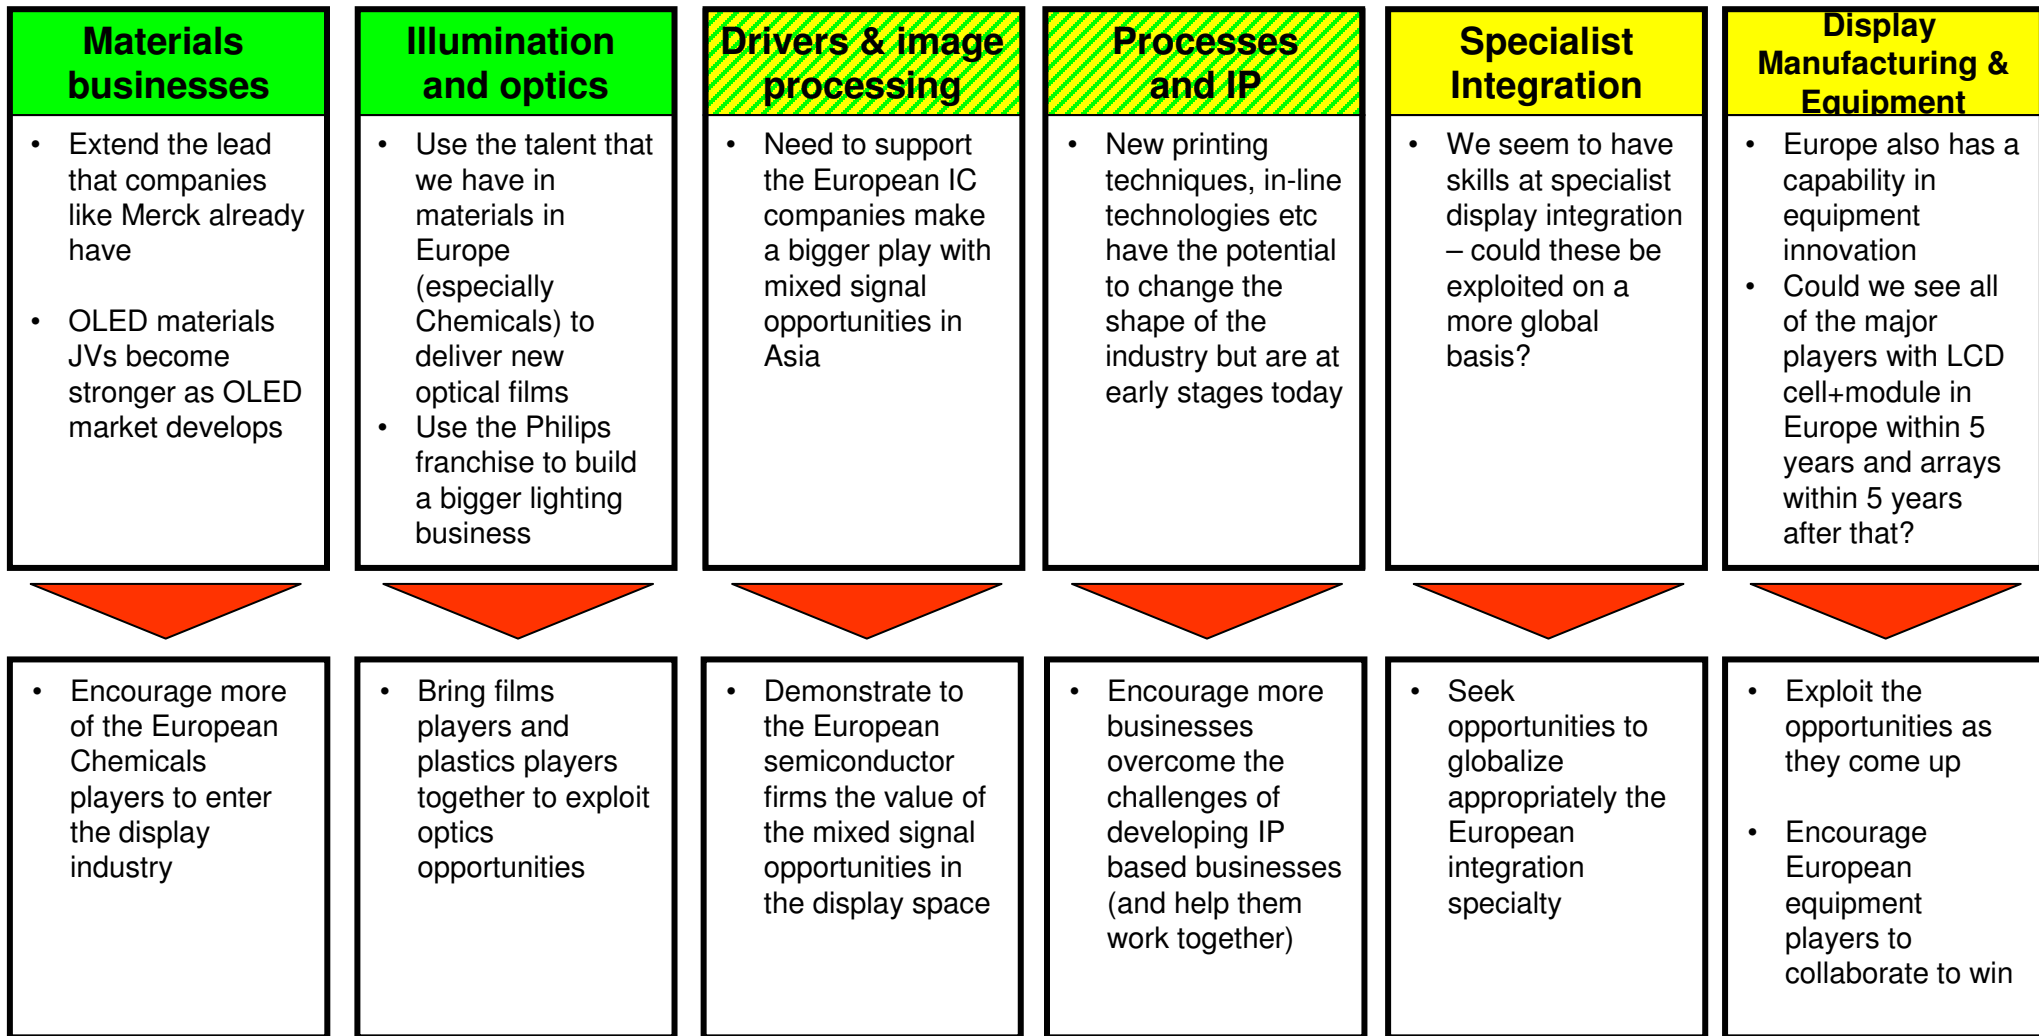 Materials
businesses
• Extend the lead
that companies
like Merck already
have
• OLED materials
JVs become
stronger as OLED
market develops
• Encourage more
of the European
Chemicals
players to enter
the display
industry
Illumination
and optics
• Use the talent that
we have in
materials in
Europe
(especially
Chemicals) to
deliver new
optical films
• Use the Philips
franchise to build
a bigger lighting
business
• Bring films
players and
plastics players
together to exploit
optics
opportunities
Drivers & image
processing
• Need to support
the European IC
companies make
a bigger play with
mixed signal
opportunities in
Asia
• Demonstrate to
the European
semiconductor
firms the value of
the mixed signal
opportunities in
the display space
Processes
and IP
• New printing
techniques, in-line
technologies etc
have the potential
to change the
shape of the
industry but are at
early stages today
• Encourage more
businesses
overcome the
challenges of
developing IP
based businesses
(and help them
work together)
Specialist
Integration
• We seem to have
skills at specialist
display integration
– could these be
exploited on a
more global
basis?
• Seek
opportunities to
globalize
appropriately the
European
integration
specialty
Display
Manufacturing &
Equipment
• Europe also has a
capability in
equipment
innovation
• Could we see all
of the major
players with LCD
cell+module in
Europe within 5
years and arrays
within 5 years
after that?
• Exploit the
opportunities as
they come up
• Encourage
European
equipment
players to
collaborate to win